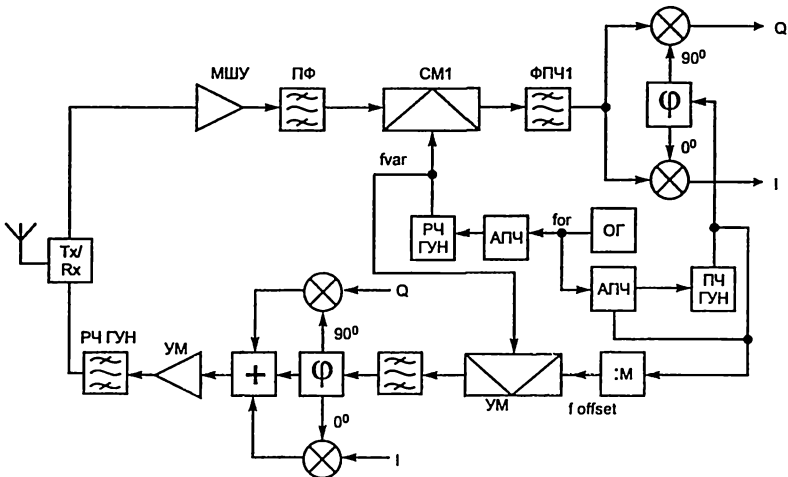 Q
МШУ
ПФ
СМ1
ФПЧ1
90⁰
φ
0⁰
I
fvar
for
ОГ
РЧ
ГУН
АПЧ
Tx/
Rx
АПЧ
ПЧ
ГУН
Q
90⁰
РЧ ГУН
УМ
+
φ
:М
УМ
f offset
0⁰
I